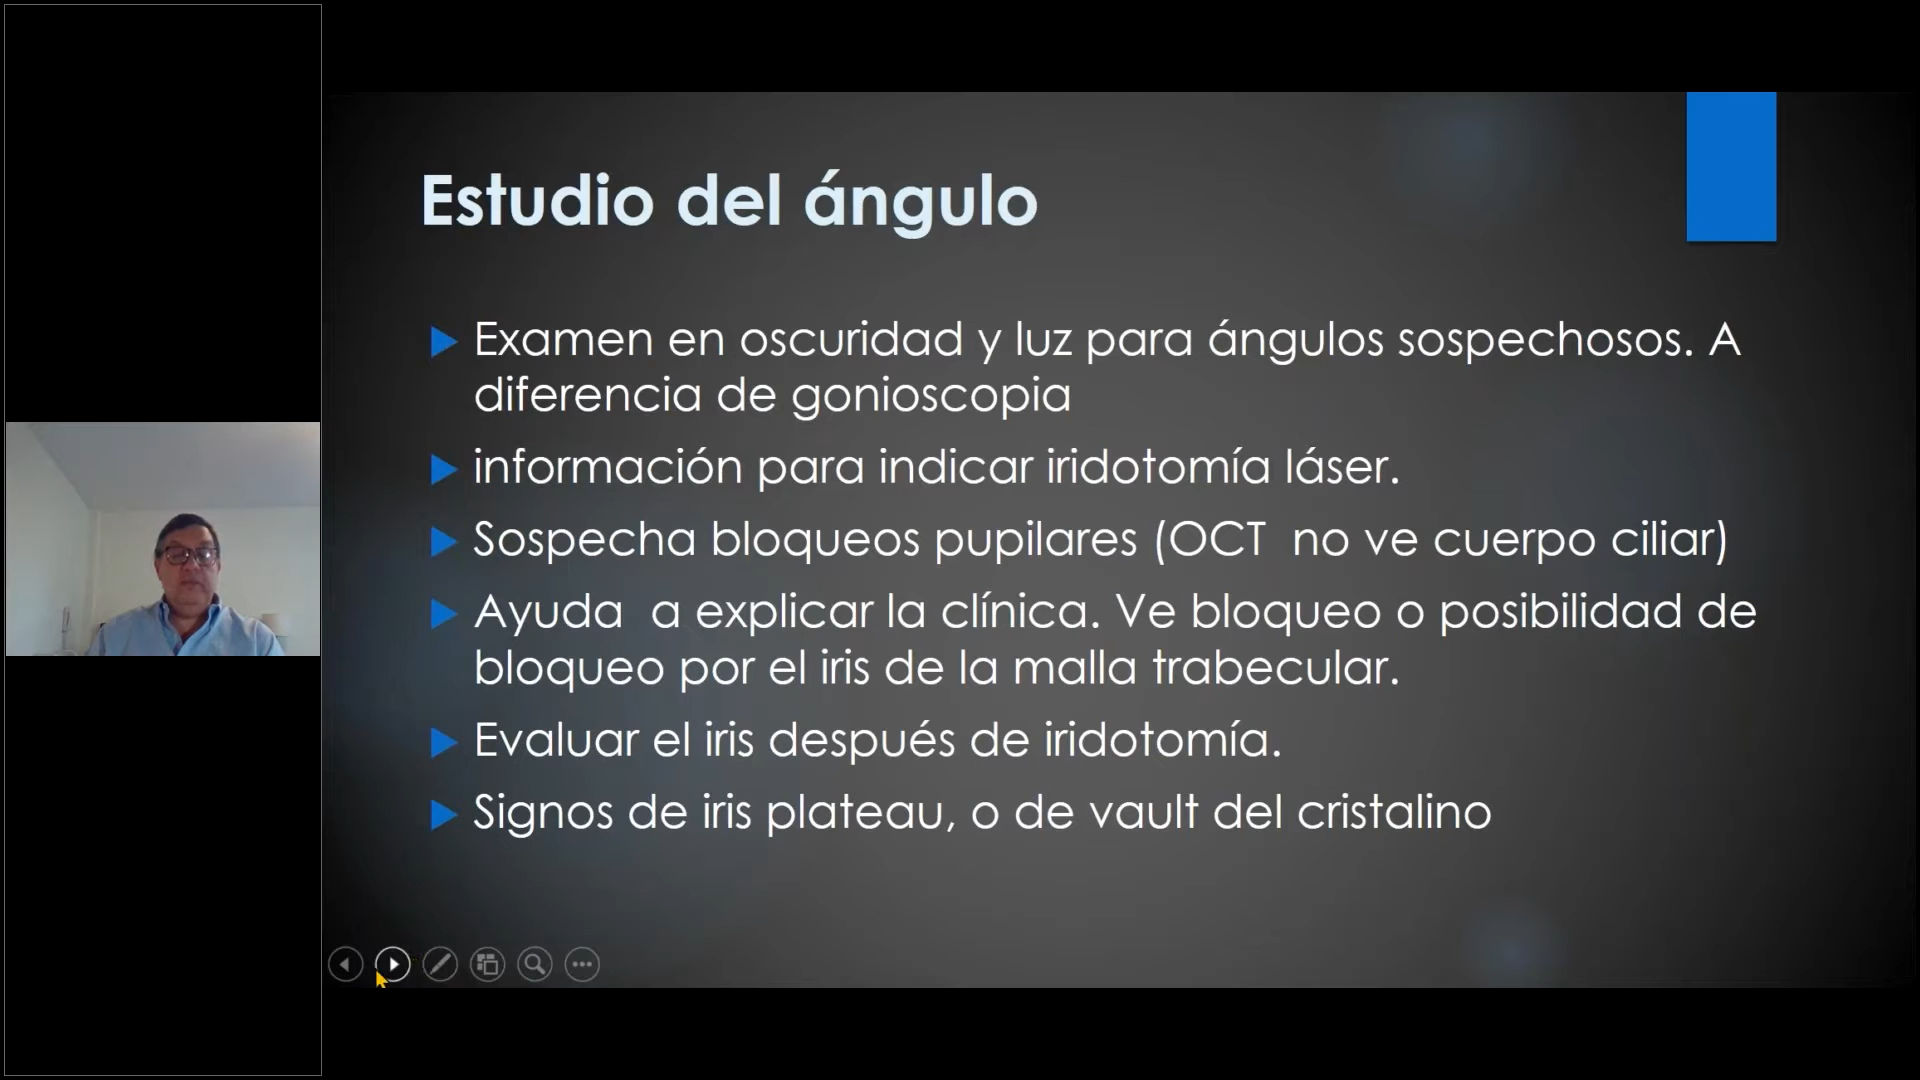 Estudio del ángulo
Examen en oscuridad y luz para ángulos sospechosos. A
diferencia de gonioscopia
información para indicar iridotomía láser.
Sospecha bloqueos pupilares (OCT  no ve cuerpo ciliar)
Ayuda  a explicar la clínica. Ve bloqueo o posibilidad de
bloqueo por el iris de la malla trabecular.
Evaluar el iris después de iridotomía.
Signos de iris plateau, o de vault del cristalino